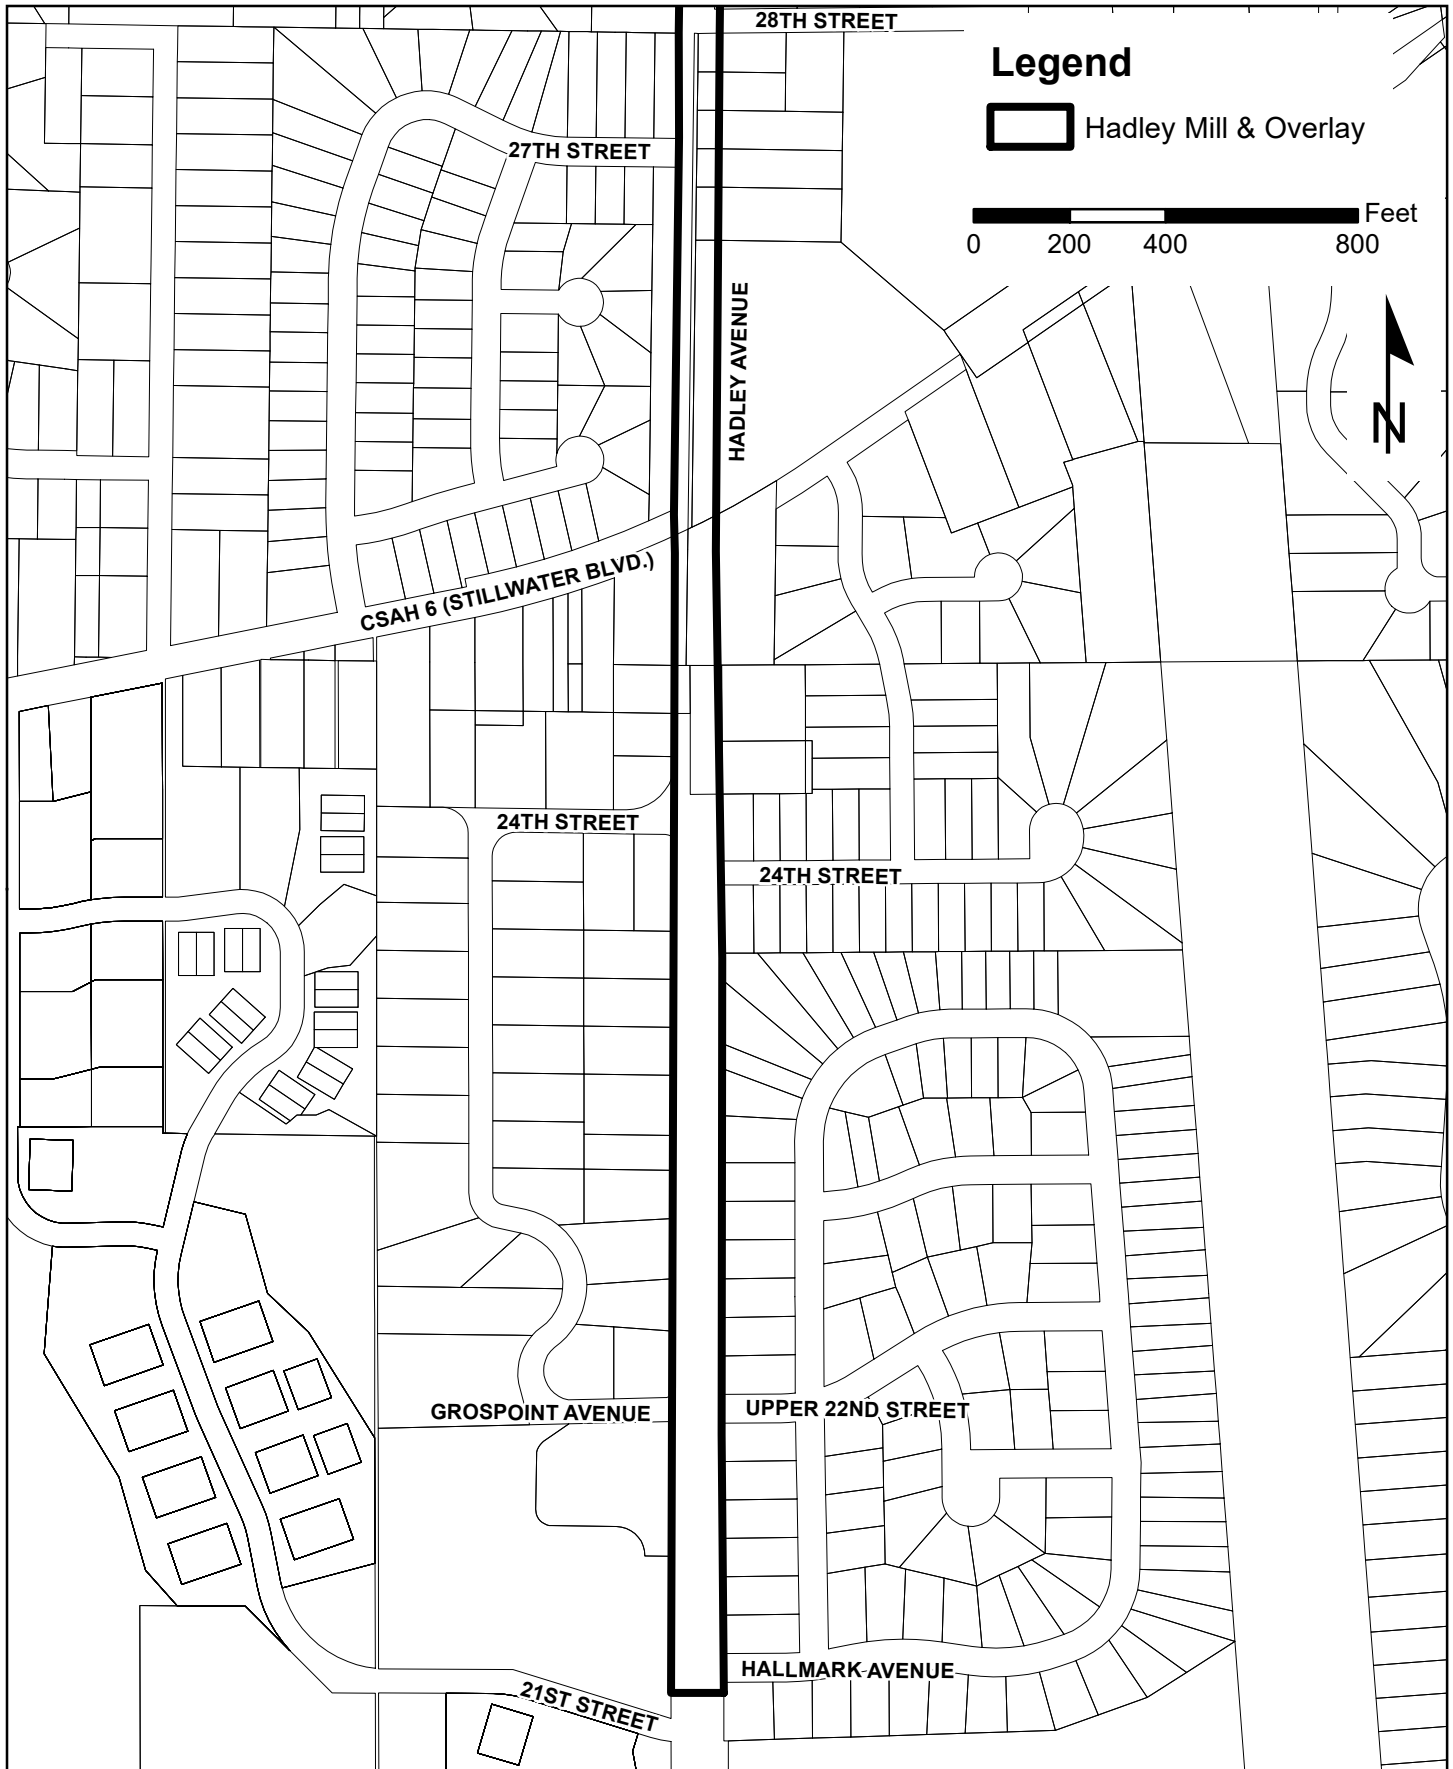 28TH STREET
Legend
Hadley Mill & Overlay
27TH STREET
Feet
0 200 400 800
HADLEY AVENUE
N
CSAH 6 (STILLWATER BLVD.)
24TH STREET
24TH STREET
GROSPOINT AVENUE
UPPER 22ND STREET
HALLMARK AVENUE
21ST STREET